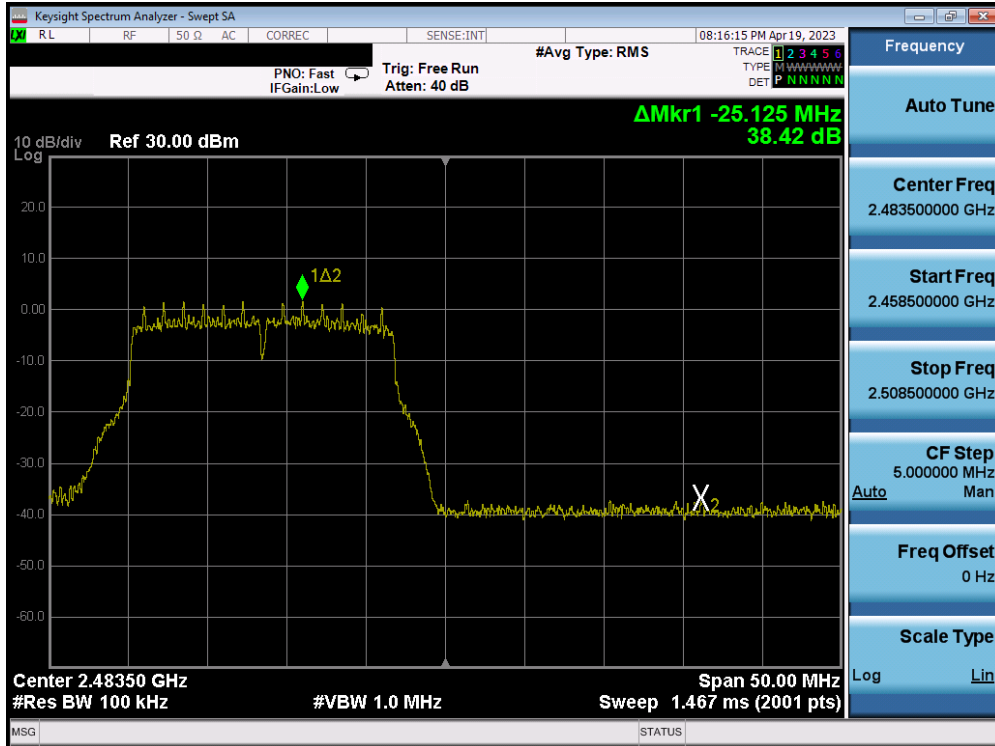 Keysight Spectrum Analyzer - Swept SA
LXI RL RF 50 Ω AC CORREC SENSE:INT 08:16:15 PM Apr 19, 2023
#Avg Type: RMS TRACE 1 2 3 4 5 6
PNO: Fast Trig: Free Run TYPE M W W W W W
IFGain:Low Atten: 40 dB DET P N N N N N
ΔMkr1 -25.125 MHz
38.42 dB
10 dB/div Ref 30.00 dBm
Log
20.0
10.0
1Δ2
0.00
-10.0
-20.0
-30.0
X2
-40.0
-50.0
-60.0
Center 2.48350 GHz Span 50.00 MHz
#Res BW 100 kHz #VBW 1.0 MHz Sweep 1.467 ms (2001 pts)
MSG STATUS
Frequency
Auto Tune
Center Freq
2.483500000 GHz
Start Freq
2.458500000 GHz
Stop Freq
2.508500000 GHz
CF Step
5.000000 MHz
Auto Man
Freq Offset
0 Hz
Scale Type
Log Lin